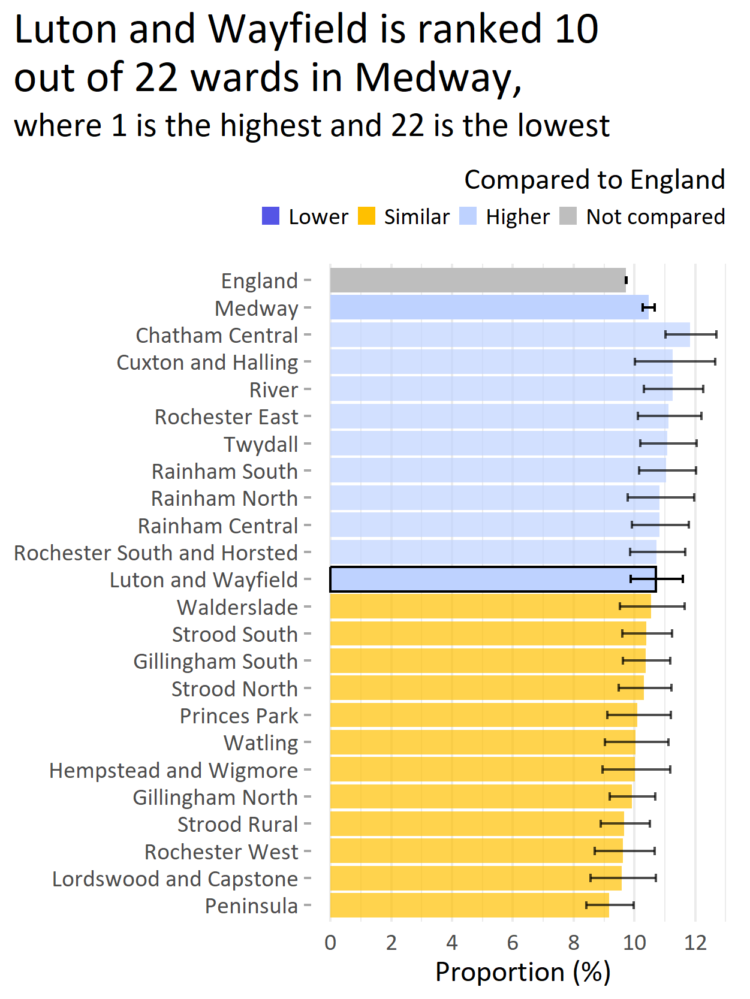 Luton and Wayfield is ranked 10
out of 22 wards in Medway,
where 1 is the highest and 22 is the lowest
Compared to England
Lower Similar Higher Not compared
England
Medway
Chatham Central
Cuxton and Halling
River
Rochester East
Twydall
Rainham South
Rainham North
Rainham Central
Rochester South and Horsted
Luton and Wayfield
Walderslade
Strood South
Gillingham South
Strood North
Princes Park
Watling
Hempstead and Wigmore
Gillingham North
Strood Rural
Rochester West
Lordswood and Capstone
Peninsula
0 2 4 6 8 10 12
Proportion (%)